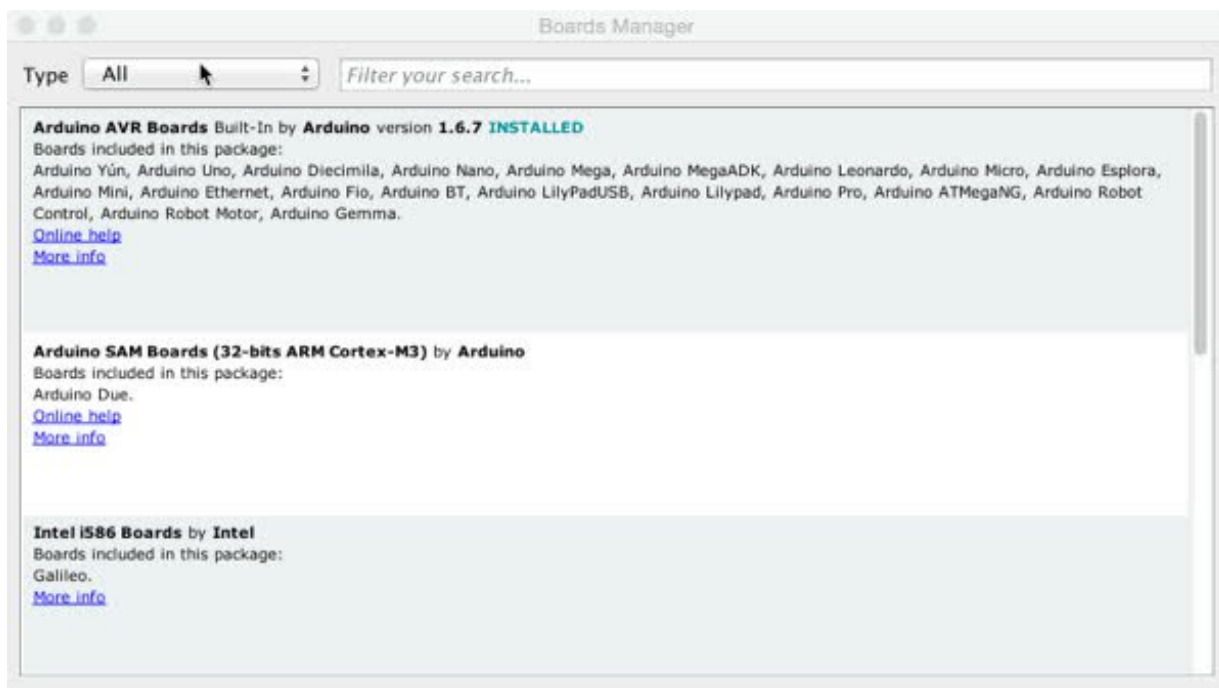 Boards Manager
Type All Filter your search...
Arduino AVR Boards Built-In by Arduino version 1.6.7 INSTALLED
Boards included in this package:
Arduino Yún, Arduino Uno, Arduino Diecimila, Arduino Nano, Arduino Mega, Arduino MegaADK, Arduino Leonardo, Arduino Micro, Arduino Esplora,
Arduino Mini, Arduino Ethernet, Arduino Fio, Arduino BT, Arduino LilyPadUSB, Arduino Lilypad, Arduino Pro, Arduino ATMegaNG, Arduino Robot
Control, Arduino Robot Motor, Arduino Gemma.
Online help
More info
Arduino SAM Boards (32-bits ARM Cortex-M3) by Arduino
Boards included in this package:
Arduino Due.
Online help
More info
Intel i586 Boards by Intel
Boards included in this package:
Galileo.
More info